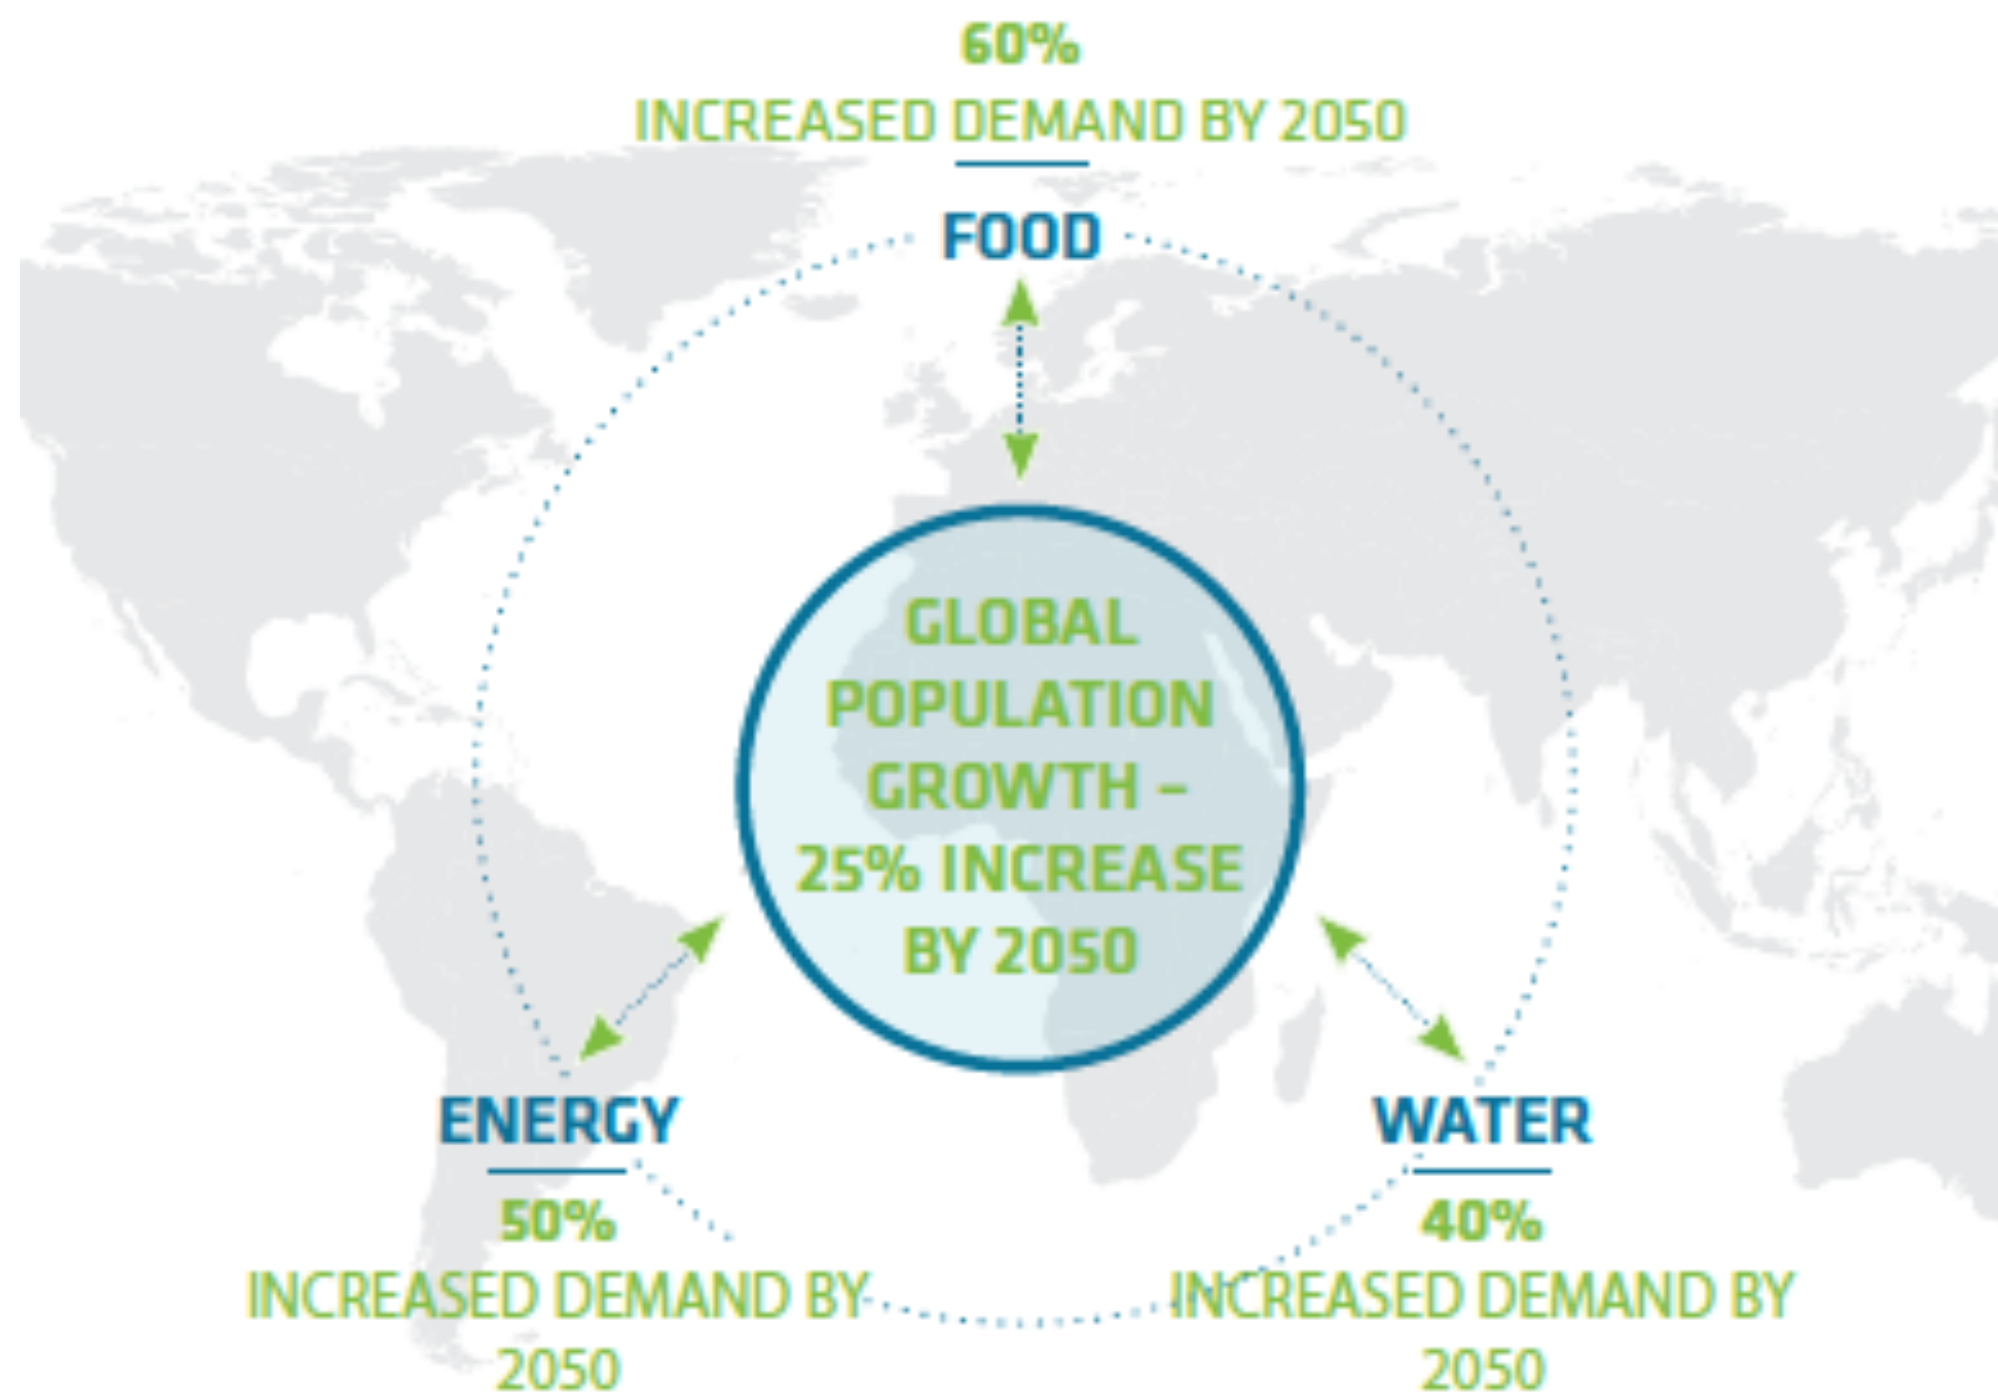 60%
INCREASED DEMAND BY 2050
FOOD
GLOBAL
POPULATION
GROWTH –
25% INCREASE
BY 2050
ENERGY
50%
INCREASED DEMAND BY
2050
WATER
40%
INCREASED DEMAND BY
2050